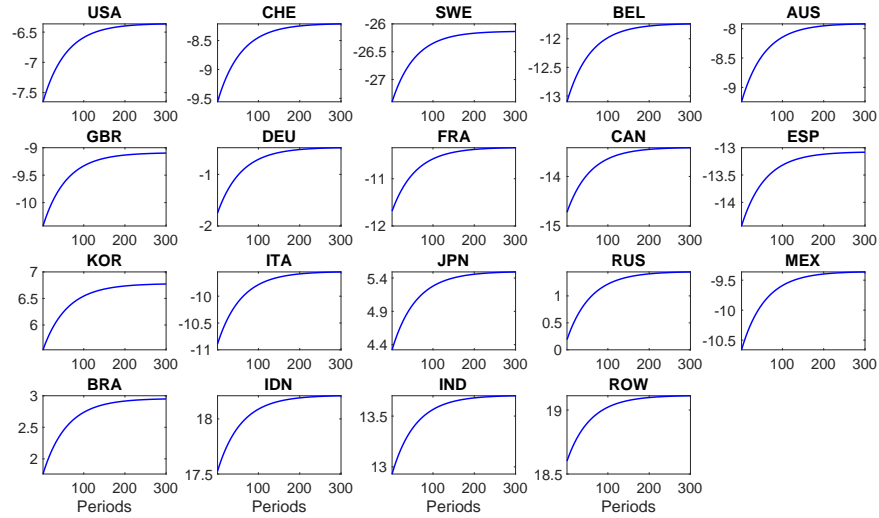 USA CHE SWE BEL AUS
-6.5 -7 -7.5 100 200 300
-8.5 -9 -9.5 100 200 300
-26 -26.5 -27 100 200 300
-12 -12.5 -13 100 200 300
-8 -8.5 -9 100 200 300
GBR DEU FRA CAN ESP
-9 -9.5 -10 100 200 300
-1 -2 100 200 300
-11 -12 100 200 300
-14 -15 100 200 300
-13 -13.5 -14 100 200 300
KOR ITA JPN RUS MEX
7 6.5 6 100 200 300
-10 -10.5 -11 100 200 300
5.4 4.9 4.4 100 200 300
1 0 100 200 300
-9.5 -10 -10.5 100 200 300
BRA IDN IND ROW
3 2.5 2 100 200 300
18 17.5 100 200 300
13.5 13 100 200 300
19 18.5 100 200 300
Periods Periods Periods Periods